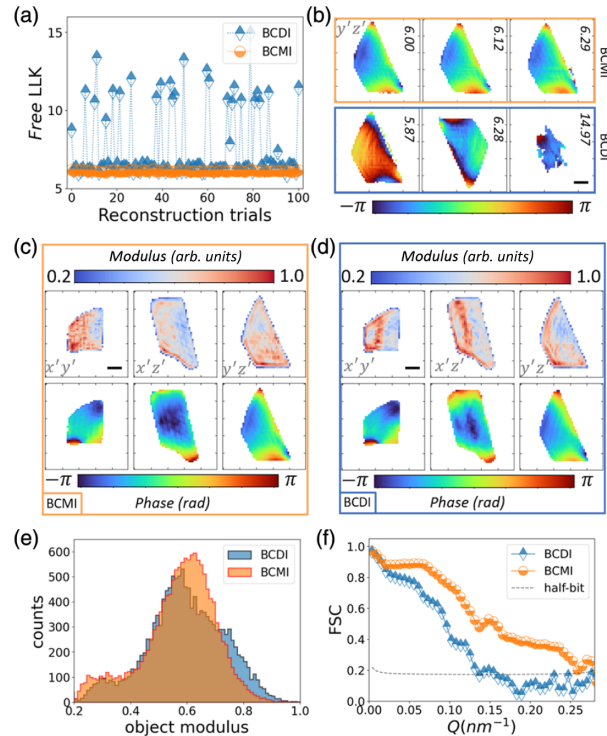 (a)
BCDI
BCMI
Free LLK
15
10
5
0
20
40
60
80
100
Reconstruction trials
(b)
y'z'
6.00
6.12
6.29
BCMI
5.87
6.28
14.97
BCDI
−π
π
(c)
Modulus (arb. units)
0.2
1.0
x'y'
x'z'
y'z'
−π
π
BCMI
Phase (rad)
(d)
Modulus (arb. units)
0.2
1.0
x'y'
x'z'
y'z'
−π
π
BCDI
Phase (rad)
(e)
BCDI
BCMI
counts
600
500
400
300
200
100
0
0.2
0.4
0.6
0.8
1.0
object modulus
(f)
BCDI
BCMI
half-bit
FSC
1.0
0.8
0.6
0.4
0.2
0.0
0.00
0.05
0.10
0.15
0.20
0.25
Q(nm⁻¹)